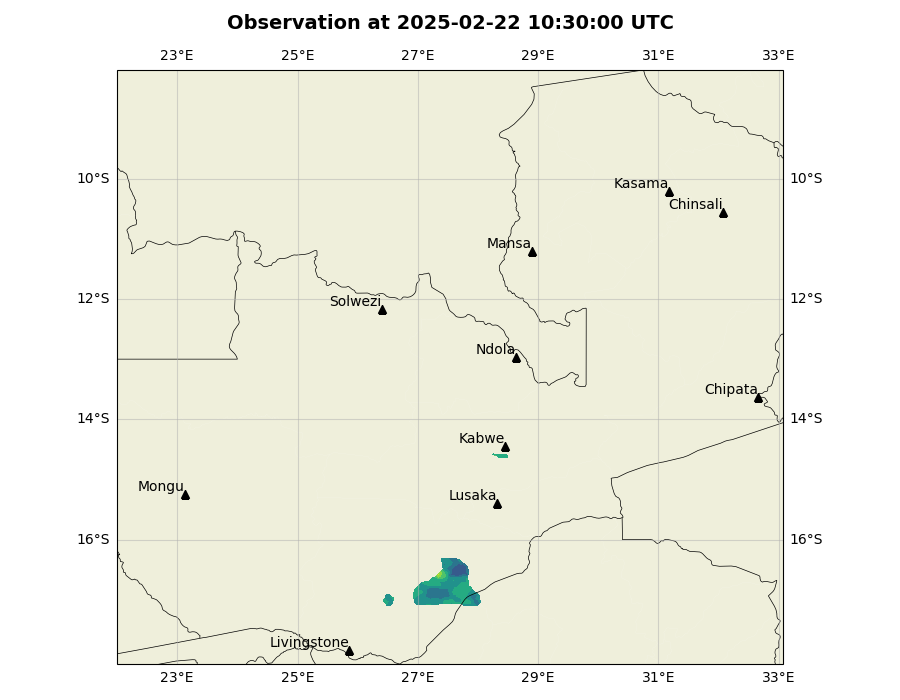 Observation at 2025-02-22 10:30:00 UTC
23°E 25°E 27°E 29°E 31°E 33°E
10°S 10°S
Kasama
Chinsali
Mansa
12°S 12°S
Solwezi
Ndola
Chipata
14°S 14°S
Kabwe
Mongu
Lusaka
16°S 16°S
Livingstone
23°E 25°E 27°E 29°E 31°E 33°E